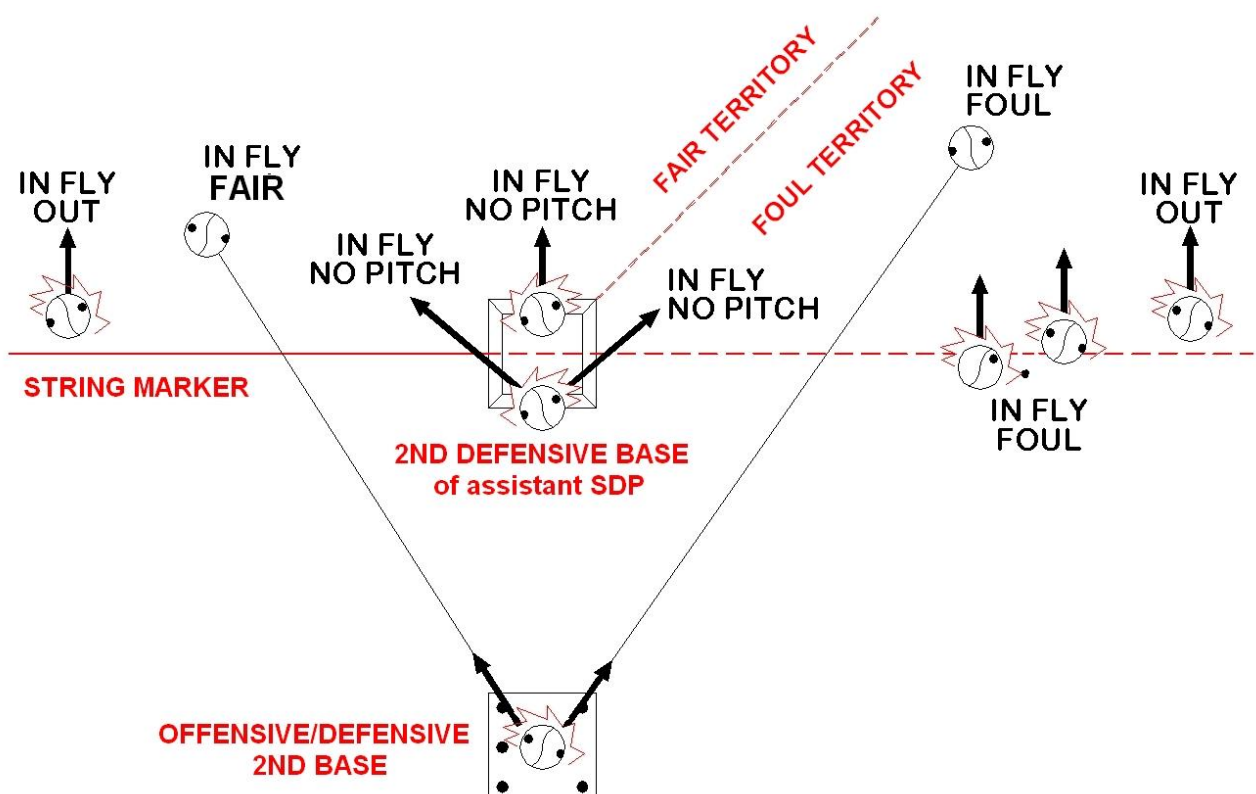 IN FLY
OUT
IN FLY
FAIR
IN FLY
NO PITCH
IN FLY
NO PITCH
FAIR TERRITORY
FOUL TERRITORY
IN FLY
FOUL
IN FLY
NO PITCH
IN FLY
OUT
STRING MARKER
IN FLY
FOUL
2ND DEFENSIVE BASE
of assistant SDP
OFFENSIVE/DEFENSIVE
2ND BASE